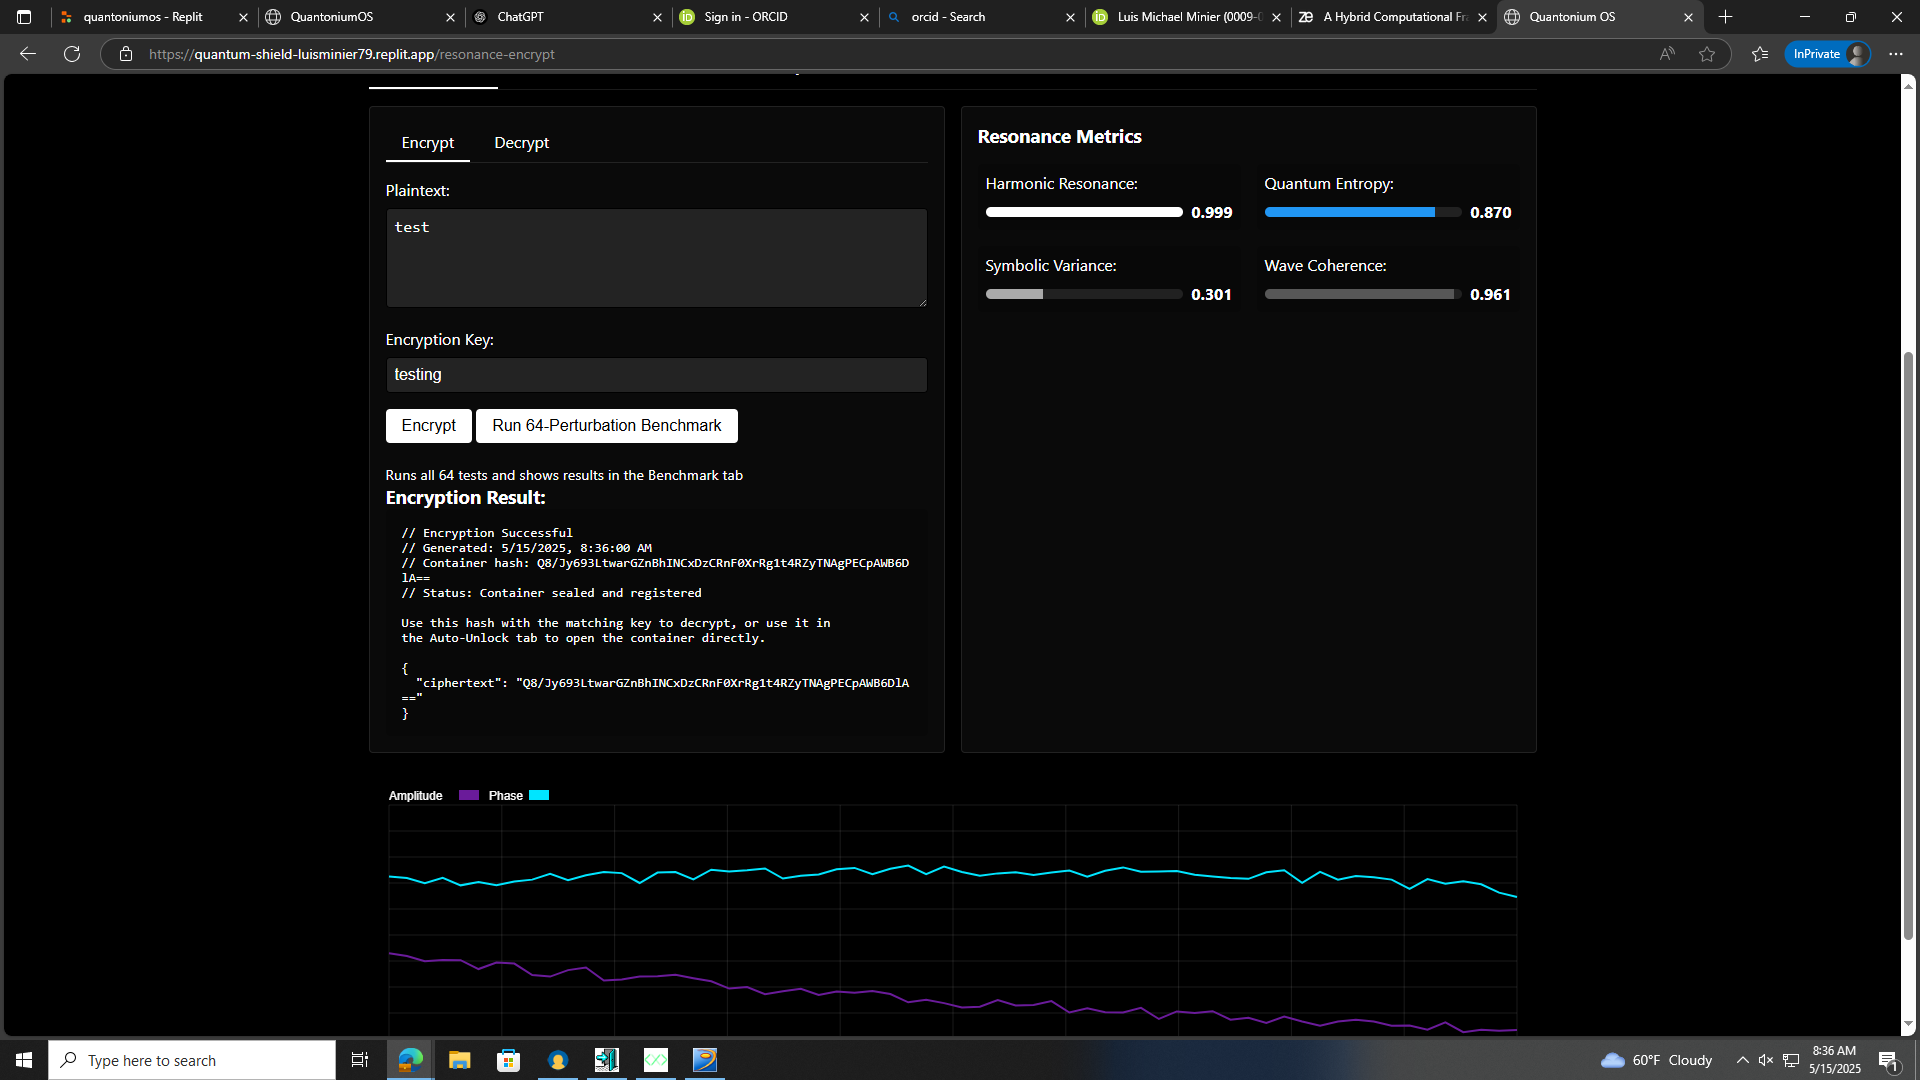 quantoniumos - Replit
QuantoniumOS
ChatGPT
Sign in - ORCID
orcid - Search
Luis Michael Minier (0009-0
A Hybrid Computational Fra
Quantonium OS
https://quantum-shield-luisminier79.replit.app/resonance-encrypt
InPrivate
Encrypt
Decrypt
Plaintext:
test
Encryption Key:
testing
Encrypt
Run 64-Perturbation Benchmark
Runs all 64 tests and shows results in the Benchmark tab
Encryption Result:
// Encryption Successful
// Generated: 5/15/2025, 8:36:00 AM
// Container hash: Q8/Jy693LtwarGZnBhINCxDzCRnF0XrRg1t4RZyTNAgPECpAWB6D
lA==
// Status: Container sealed and registered
Use this hash with the matching key to decrypt, or use it in
the Auto-Unlock tab to open the container directly.
{
"ciphertext": "Q8/Jy693LtwarGZnBhINCxDzCRnF0XrRg1t4RZyTNAgPECpAWB6DlA
=="
}
Resonance Metrics
Harmonic Resonance:
0.999
Quantum Entropy:
0.870
Symbolic Variance:
0.301
Wave Coherence:
0.961
Amplitude
Phase
Type here to search
60°F Cloudy
8:36 AM
5/15/2025
1